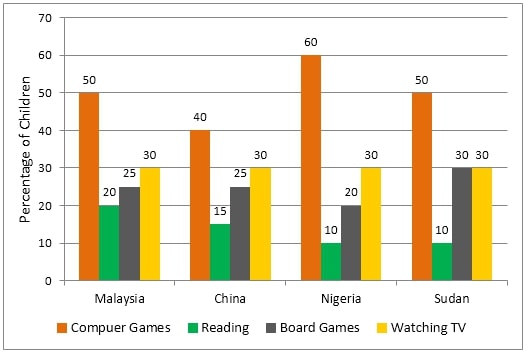 Percentage of Children
70
60
50
40
30
20
10
0
50
20
25
30
40
15
25
30
60
10
20
30
50
10
30
30
Malaysia
China
Nigeria
Sudan
Compuer Games
Reading
Board Games
Watching TV